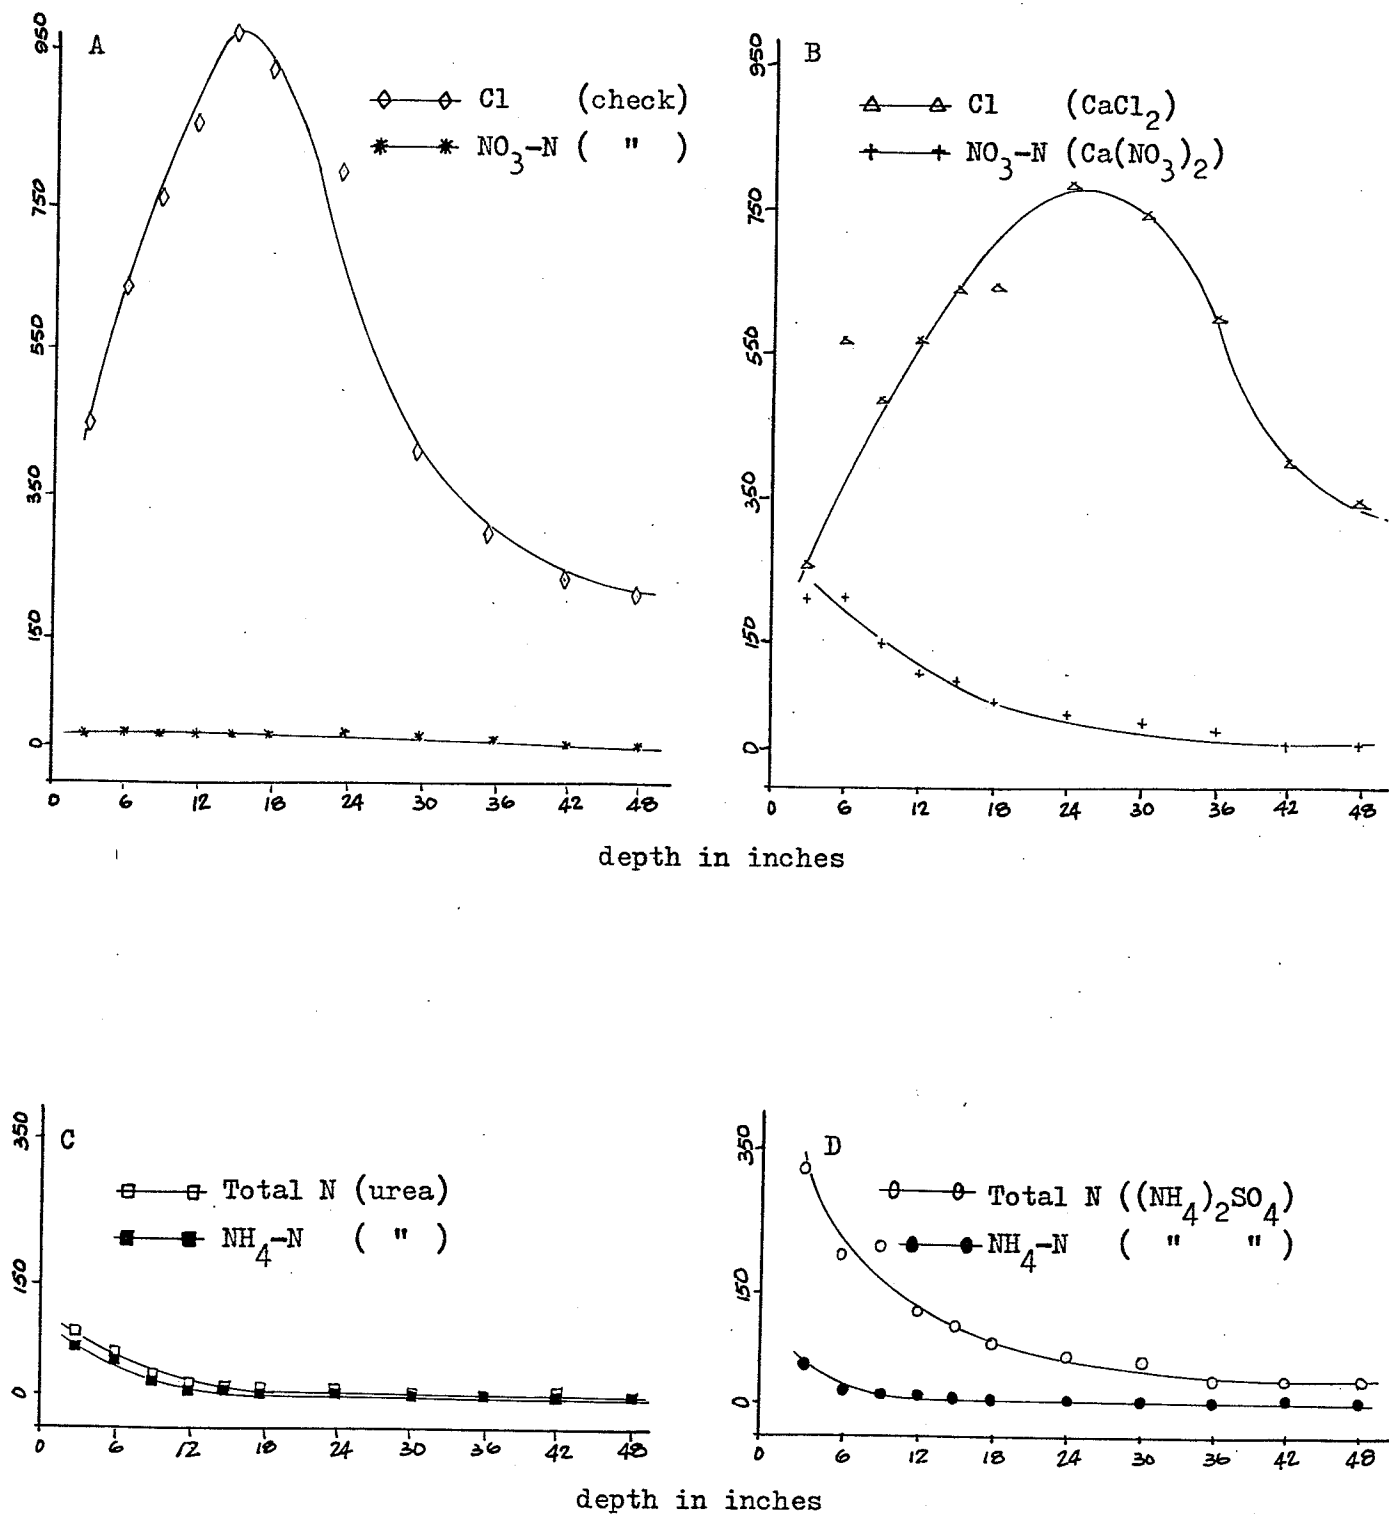 A
950
750
550
350
150
0
Cl (check)
NO3-N ( " )
0 6 12 18 24 30 36 42 48
B
950
750
550
350
150
0
Cl (CaCl2)
NO3-N (Ca(NO3)2)
0 6 12 18 24 30 36 42 48
depth in inches
C
350
150
0
Total N (urea)
NH4-N ( " )
0 6 12 18 24 30 36 42 48
D
350
150
0
Total N ((NH4)2SO4)
NH4-N ( " " )
0 6 12 18 24 30 36 42 48
depth in inches